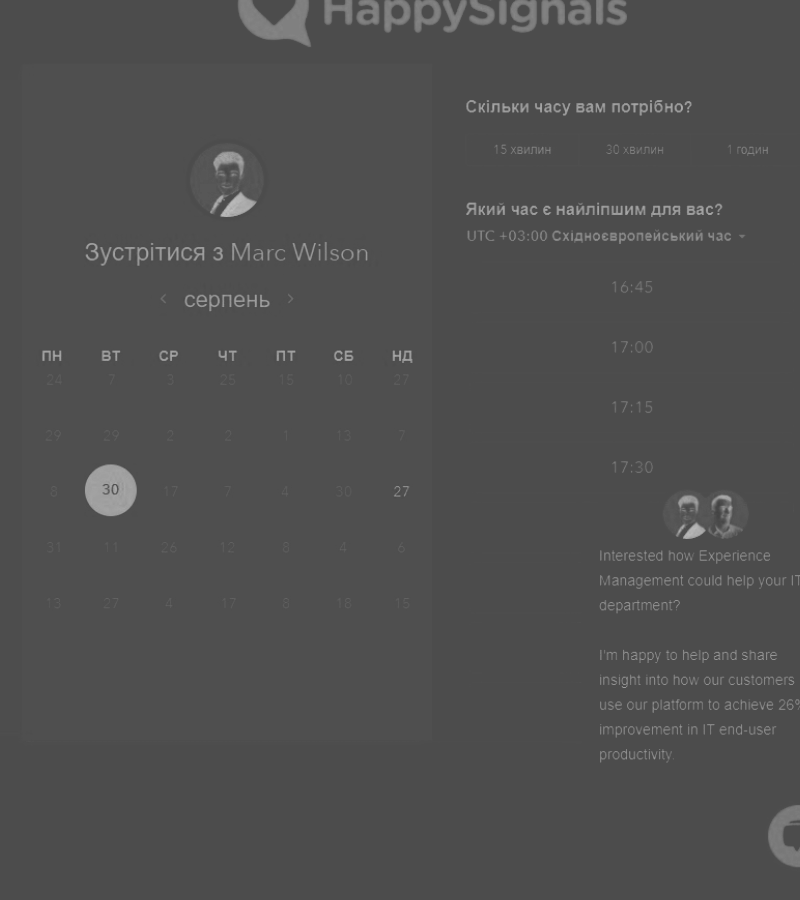 HappySignals
Зустрітися з Marc Wilson
серпень
ПН ВТ СР ЧТ ПТ СБ НД
24 7 3 25 15 10 27
29 29 2 2 1 13 7
8 30 17 7 4 30 27
31 11 26 12 8 4 6
13 27 4 17 8 18 15
Скільки часу вам потрібно?
15 хвилин 30 хвилин 1 годин
Який час є найліпшим для вас?
UTC +03:00 Східноєвропейський час
16:45
17:00
17:15
17:30
Interested how Experience
Management could help your IT
department?
I'm happy to help and share
insight into how our customers
use our platform to achieve 26%
improvement in IT end-user
productivity.